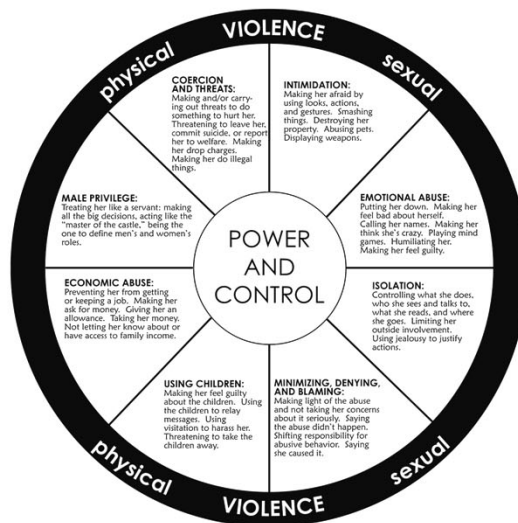 physical VIOLENCE sexual
COERCION
AND THREATS:
Making and/or carry-
ing out threats to do
something to hurt her.
Threatening to leave her,
commit suicide, or report
her to welfare. Making
her drop charges.
Making her do illegal
things.
INTIMIDATION:
Making her afraid by
using looks, actions,
and gestures. Smashing
things. Destroying her
property. Abusing pets.
Displaying weapons.
MALE PRIVILEGE:
Treating her like a servant: making
all the big decisions, acting like the
"master of the castle," being the
one to define men's and women's
roles.
EMOTIONAL ABUSE:
Putting her down. Making her
feel bad about herself.
Calling her names. Making her
think she's crazy. Playing mind
games. Humiliating her.
Making her feel guilty.
POWER
AND
CONTROL
ECONOMIC ABUSE:
Preventing her from getting
or keeping a job. Making her
ask for money. Giving her an
allowance. Taking her money.
Not letting her know about or
have access to family income.
ISOLATION:
Controlling what she does,
who she sees and talks to,
what she reads, and where
she goes. Limiting her
outside involvement.
Using jealousy to justify
actions.
USING CHILDREN:
Making her feel guilty
about the children. Using
the children to relay
messages. Using
visitation to harass her.
Threatening to take the
children away.
MINIMIZING, DENYING,
AND BLAMING:
Making light of the abuse
and not taking her concerns
about it seriously. Saying
the abuse didn't happen.
Shifting responsibility for
abusive behavior. Saying
she caused it.
physical VIOLENCE sexual